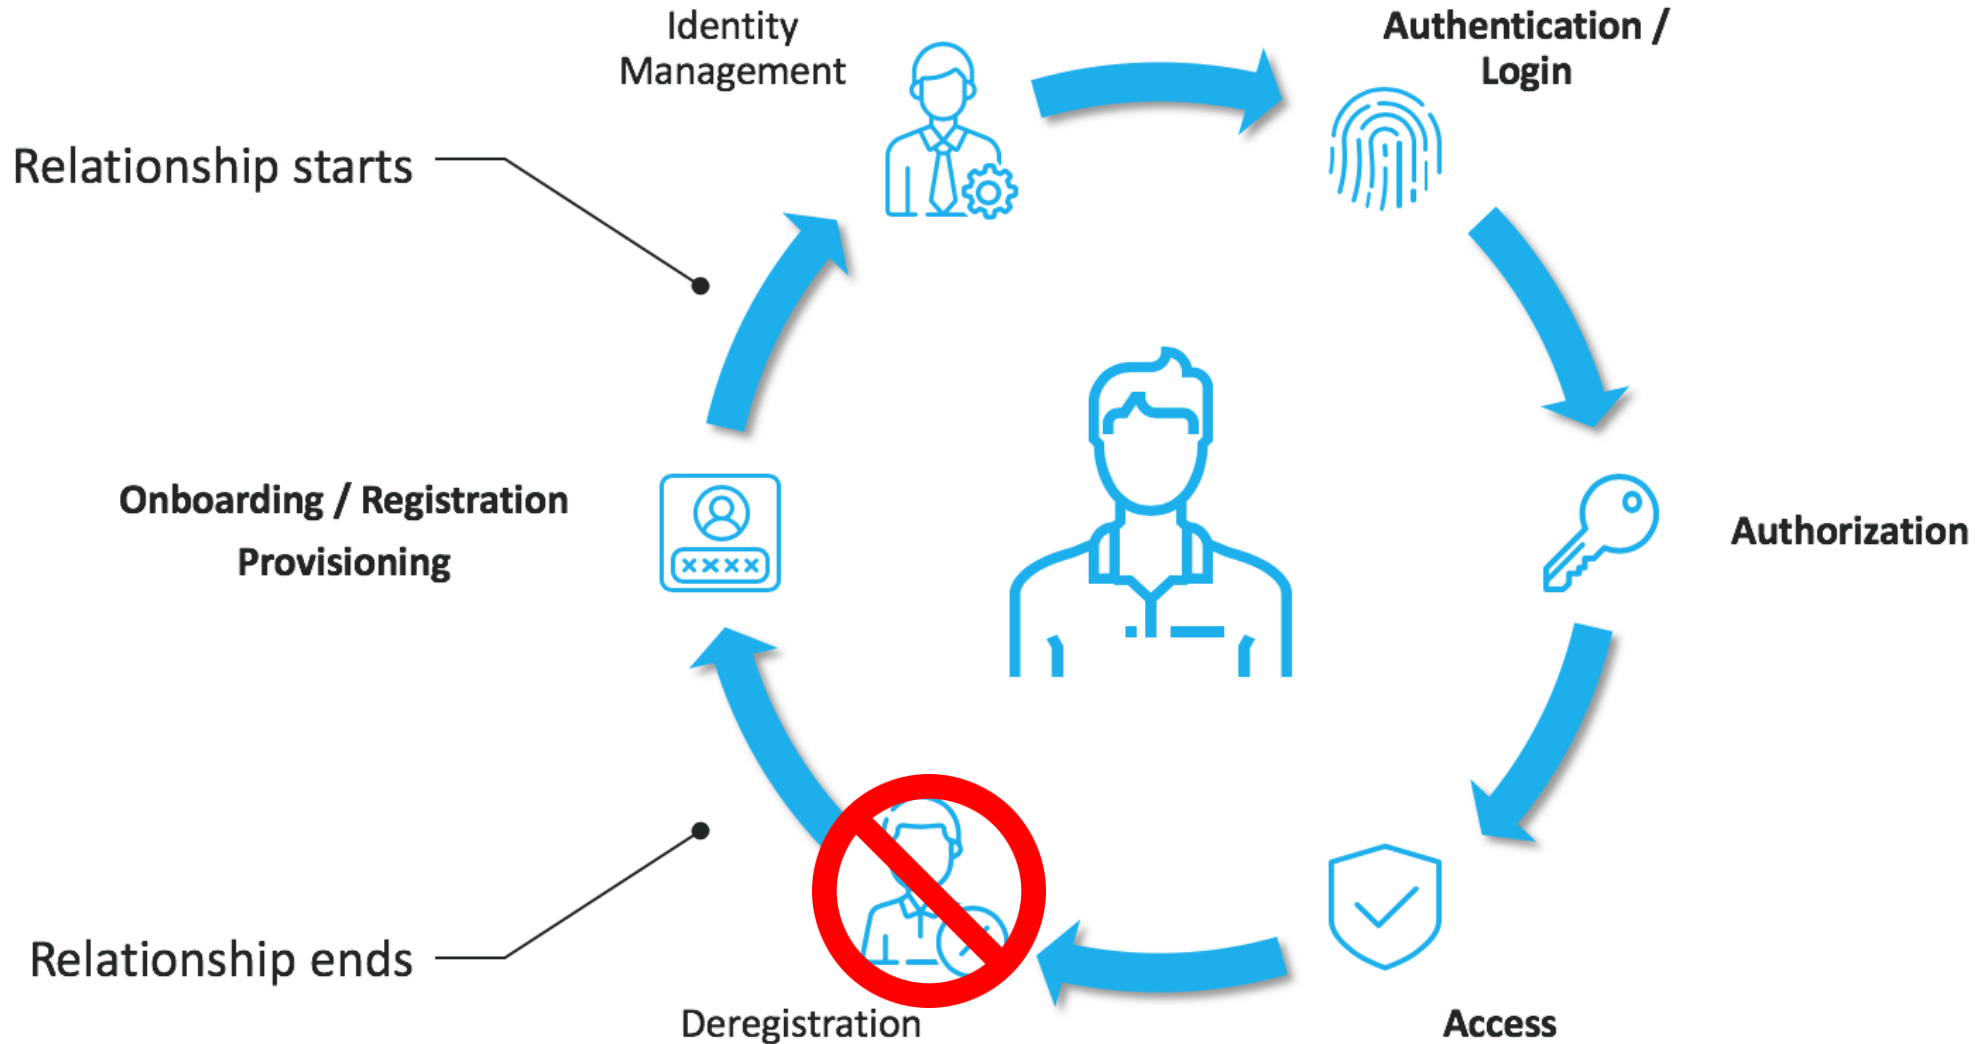 Identity
Management
Authentication /
Login
Relationship starts
Onboarding / Registration
Provisioning
××××
Authorization
Relationship ends
Deregistration
Access